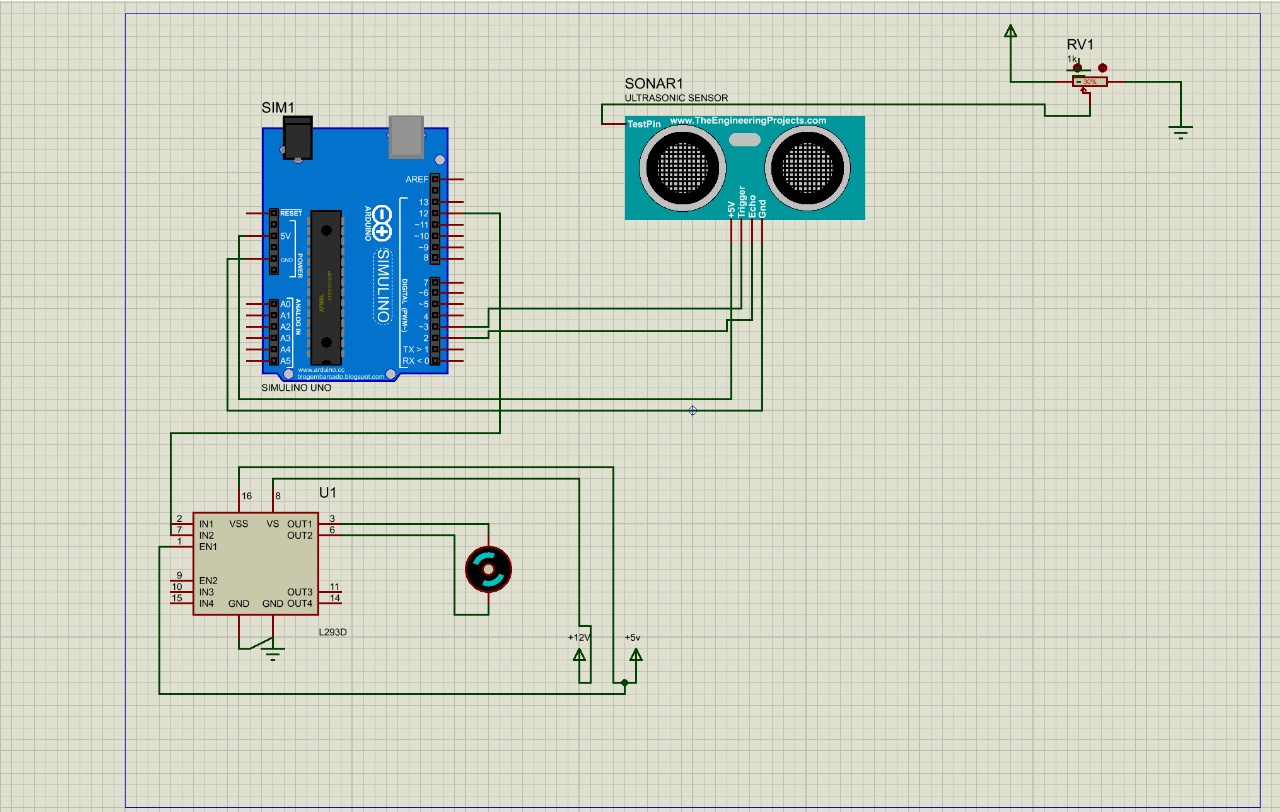 RV1
1k
90%
SONAR1
ULTRASONIC SENSOR
TestPin
www.TheEngineeringProjects.com
+5V
Trigger
Echo
Gnd
SIM1
AREF
13
12
~11
~10
~9
8
7
~6
~5
4
~3
2
TX > 1
RX < 0
RESET
5V
GND
POWER
A0
A1
A2
A3
A4
A5
ANALOG IN
ARDUINO
SIMULINO
DIGITAL (PWM~)
www.arduino.cc
blogembarcado.blogspot.com
SIMULINO UNO
U1
16
8
2
7
1
9
10
15
IN1
IN2
EN1
EN2
IN3
IN4
VSS
VS
OUT1
OUT2
OUT3
OUT4
GND
GND
3
6
11
14
L293D
+12V
+5v